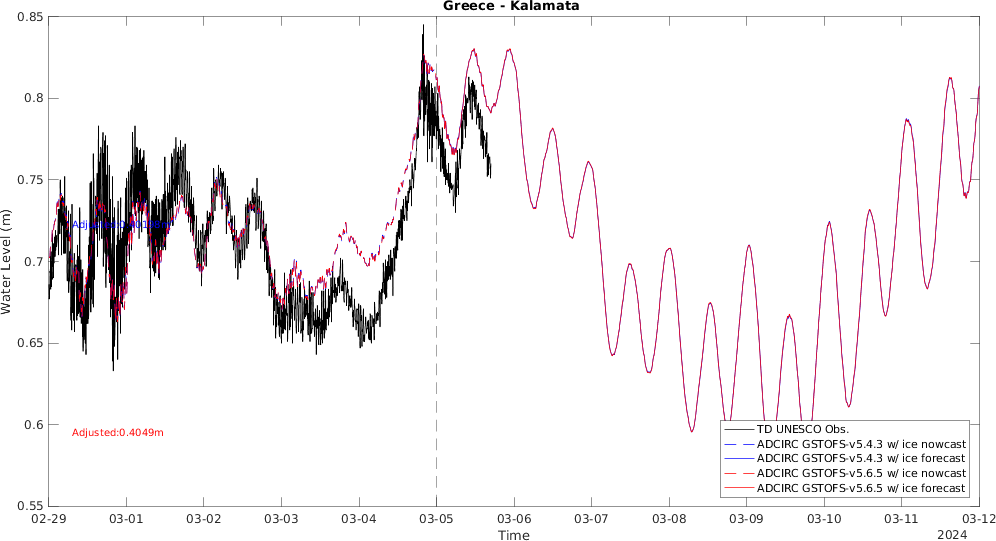 Greece - Kalamata
0.85
0.8
0.75
0.7
0.65
0.6
0.55
Water Level (m)
Adjusted:0.4049m
TD UNESCO Obs.
ADCIRC GSTOFS-v5.4.3 w/ ice nowcast
ADCIRC GSTOFS-v5.4.3 w/ ice forecast
ADCIRC GSTOFS-v5.6.5 w/ ice nowcast
ADCIRC GSTOFS-v5.6.5 w/ ice forecast
02-29 03-01 03-02 03-03 03-04 03-05 03-06 03-07 03-08 03-09 03-10 03-11 03-12
Time
2024